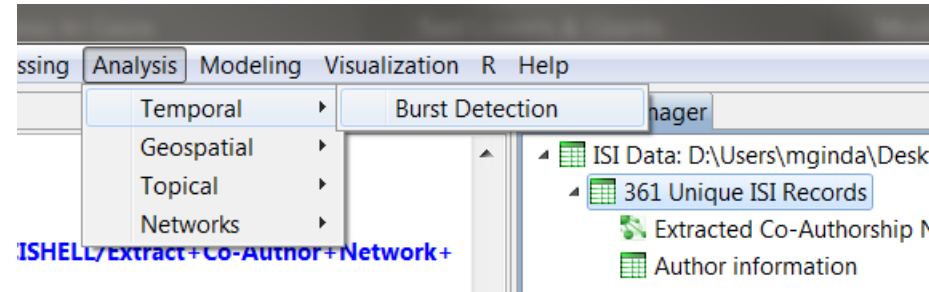 ssing Analysis Modeling Visualization R Help
Temporal Burst Detection
nager
Geospatial
ISI Data: D:\Users\mginda\Desk
Topical
361 Unique ISI Records
Networks
Extracted Co-Authorship N
CISHELL/Extract+Co-Author+Network+
Author information